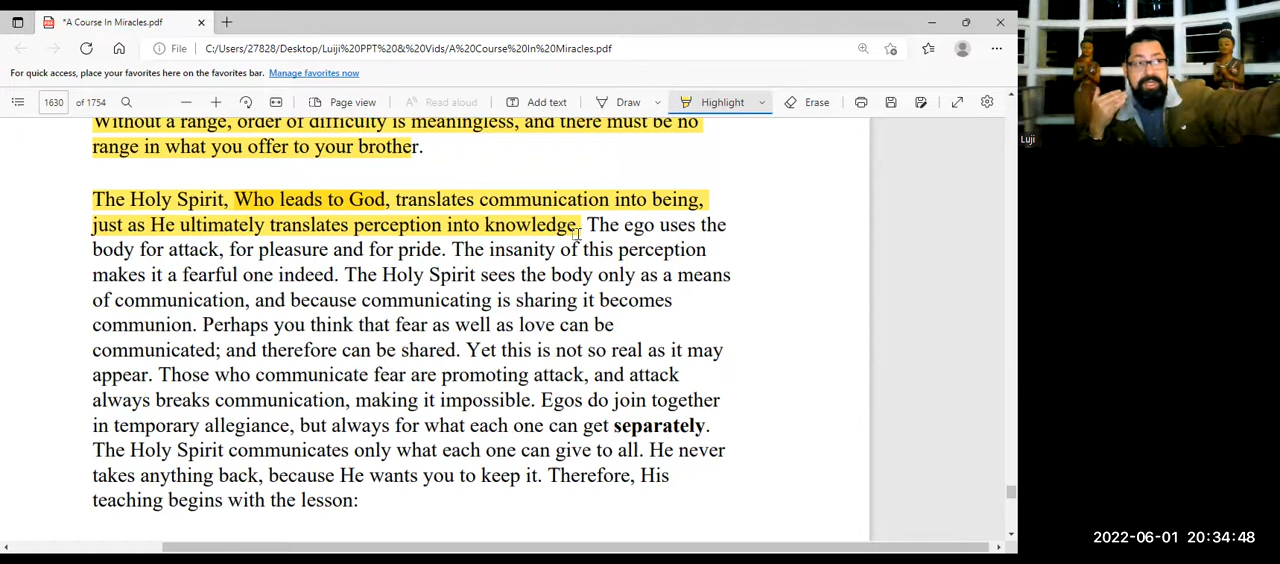 *A Course In Miracles.pdf
File
C:/Users/27828/Desktop/Luiji%20PPT%20&%20Vids/A%20Course%20In%20Miracles.pdf
For quick access, place your favorites here on the favorites bar. Manage favorites now
1630 of 1754
Page view
Read aloud
Add text
Draw
Highlight
Erase
Without a range, order of difficulty is meaningless, and there must be no
range in what you offer to your brother.
The Holy Spirit, Who leads to God, translates communication into being,
just as He ultimately translates perception into knowledge. The ego uses the
body for attack, for pleasure and for pride. The insanity of this perception
makes it a fearful one indeed. The Holy Spirit sees the body only as a means
of communication, and because communicating is sharing it becomes
communion. Perhaps you think that fear as well as love can be
communicated; and therefore can be shared. Yet this is not so real as it may
appear. Those who communicate fear are promoting attack, and attack
always breaks communication, making it impossible. Egos do join together
in temporary allegiance, but always for what each one can get separately.
The Holy Spirit communicates only what each one can give to all. He never
takes anything back, because He wants you to keep it. Therefore, His
teaching begins with the lesson:
Luji
2022-06-01 20:34:48